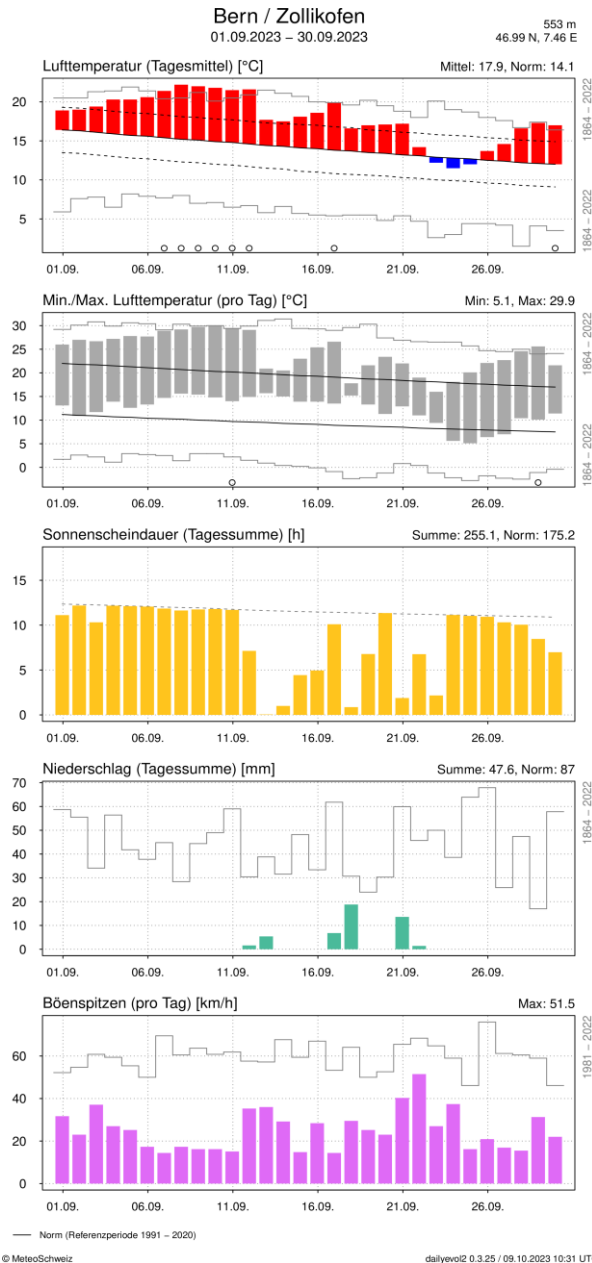 Bern / Zollikofen
01.09.2023 – 30.09.2023
553 m
46.99 N, 7.46 E
Lufttemperatur (Tagesmittel) [°C]
Mittel: 17.9, Norm: 14.1
20
15
10
5
1864 – 2022
1864 – 2022
01.09.
06.09.
11.09.
16.09.
21.09.
26.09.
Min./Max. Lufttemperatur (pro Tag) [°C]
Min: 5.1, Max: 29.9
30
25
20
15
10
5
0
1864 – 2022
1864 – 2022
01.09.
06.09.
11.09.
16.09.
21.09.
26.09.
Sonnenscheindauer (Tagessumme) [h]
Summe: 255.1, Norm: 175.2
15
10
5
0
01.09.
06.09.
11.09.
16.09.
21.09.
26.09.
Niederschlag (Tagessumme) [mm]
Summe: 47.6, Norm: 87
70
60
50
40
30
20
10
0
1864 – 2022
01.09.
06.09.
11.09.
16.09.
21.09.
26.09.
Böenspitzen (pro Tag) [km/h]
Max: 51.5
60
40
20
0
1981 – 2022
01.09.
06.09.
11.09.
16.09.
21.09.
26.09.
Norm (Referenzperiode 1991 – 2020)
© MeteoSchweiz
dailyevol2 0.3.25 / 09.10.2023 10:31 UT